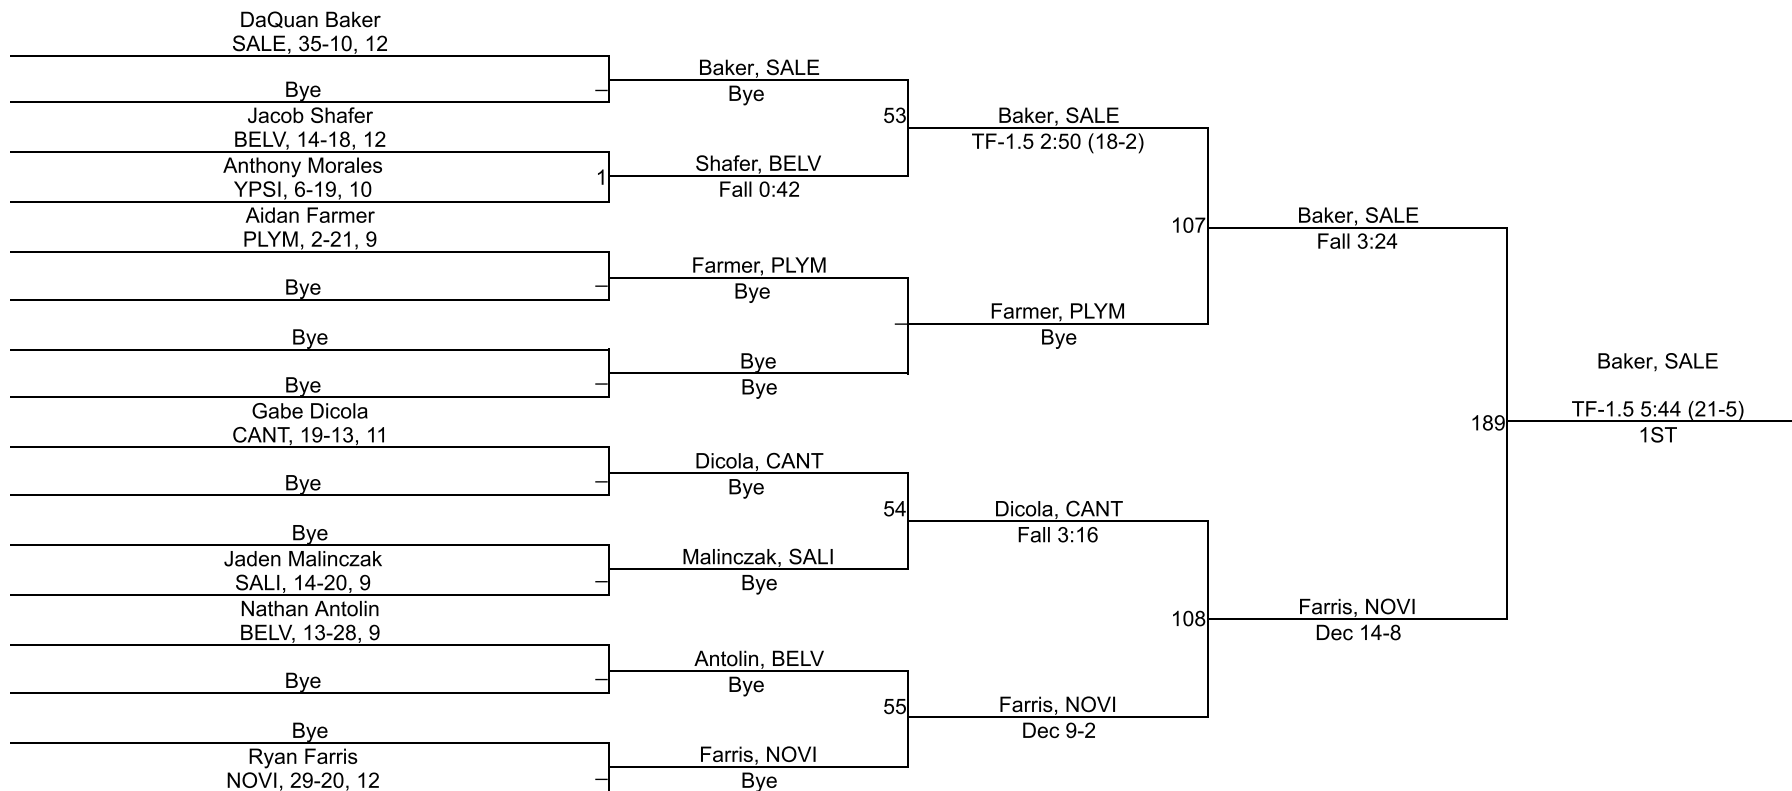 DaQuan Baker
SALE, 35-10, 12
Bye
Jacob Shafer
BELV, 14-18, 12
Anthony Morales
YPSI, 6-19, 10
1
Aidan Farmer
PLYM, 2-21, 9
Bye
Bye
Bye
Gabe Dicola
CANT, 19-13, 11
Bye
Bye
Jaden Malinczak
SALI, 14-20, 9
Nathan Antolin
BELV, 13-28, 9
Bye
Bye
Ryan Farris
NOVI, 29-20, 12
Baker, SALE
Bye
53
Shafer, BELV
Fall 0:42
Farmer, PLYM
Bye
Bye
Bye
Dicola, CANT
Bye
54
Malinczak, SALI
Bye
Antolin, BELV
Bye
55
Farris, NOVI
Bye
Baker, SALE
TF-1.5 2:50 (18-2)
107
Farmer, PLYM
Bye
Dicola, CANT
Fall 3:16
108
Farris, NOVI
Dec 9-2
Baker, SALE
Fall 3:24
189
Farris, NOVI
Dec 14-8
Baker, SALE
TF-1.5 5:44 (21-5)
1ST